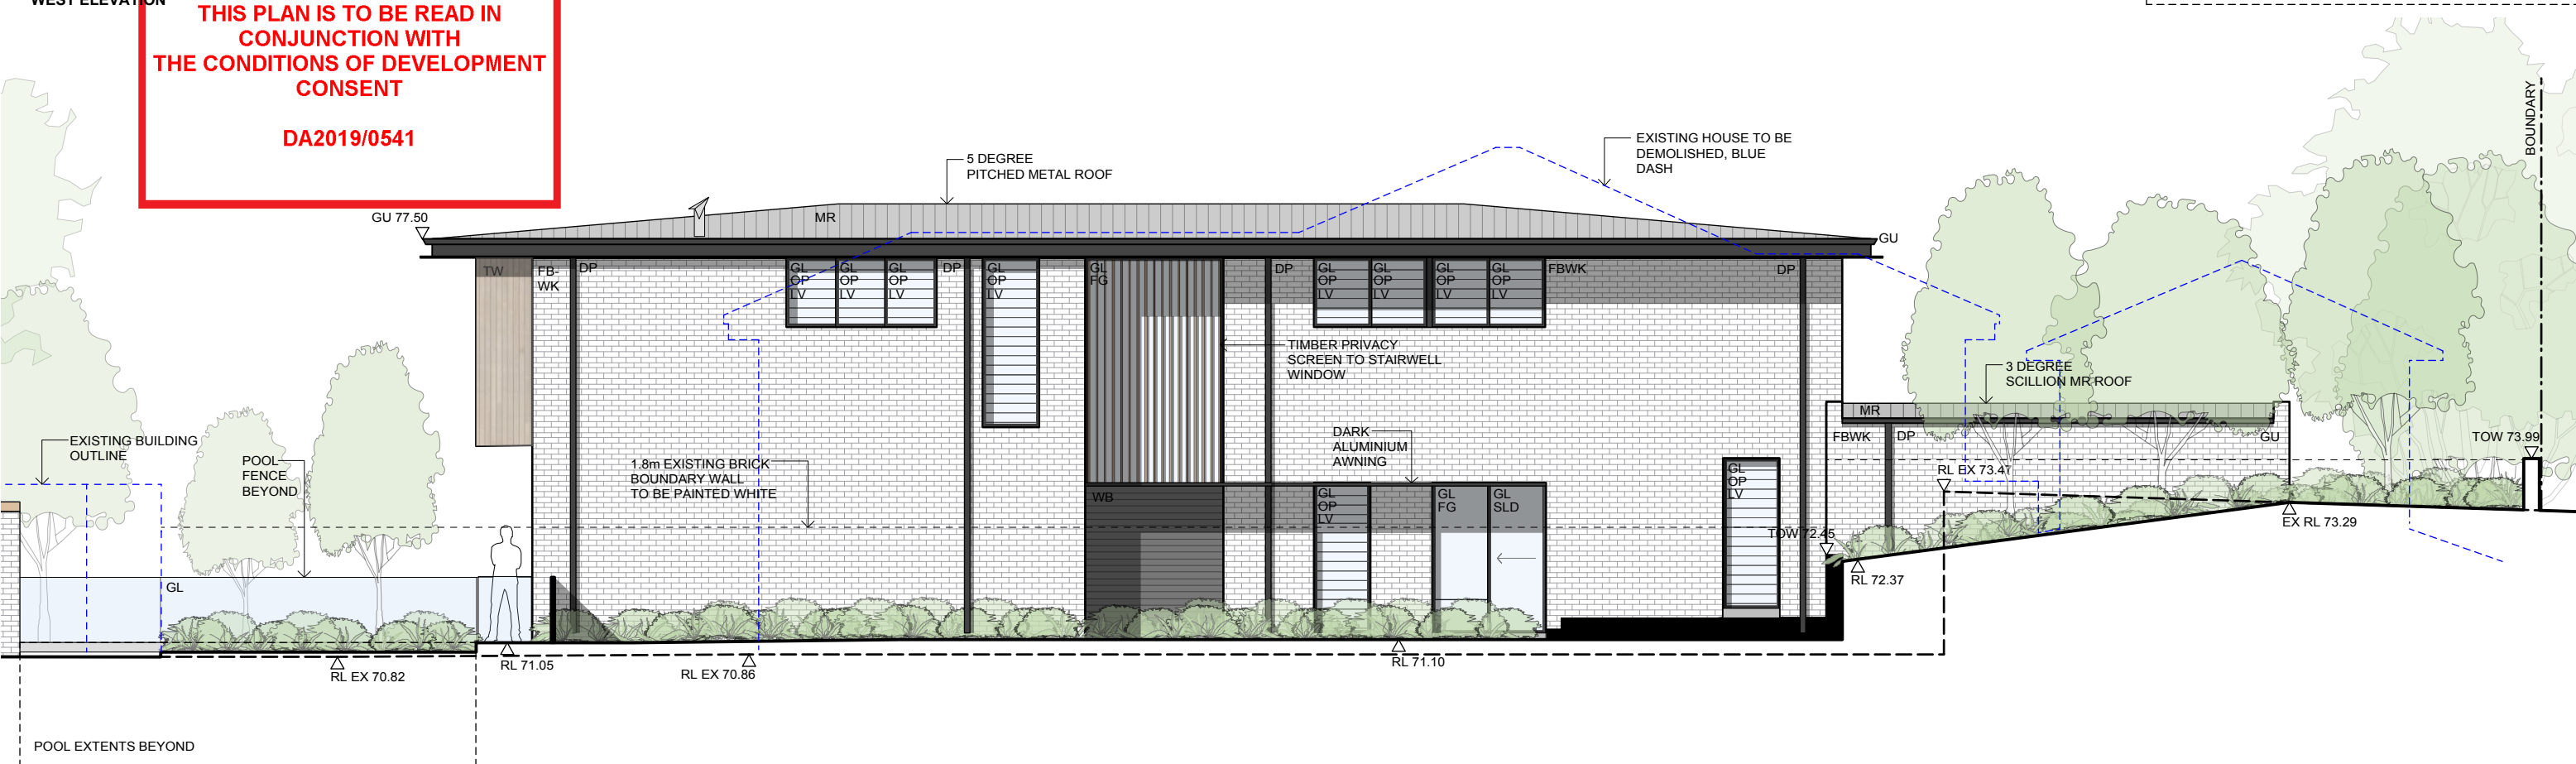 WEST ELEVATION
THIS PLAN IS TO BE READ IN
CONJUNCTION WITH
THE CONDITIONS OF DEVELOPMENT
CONSENT
DA2019/0541
BOUNDARY
EXISTING HOUSE TO BE
DEMOLISHED, BLUE
DASH
5 DEGREE
PITCHED METAL ROOF
GU 77.50
MR
GU
TW
FB-
WK
DP
GL
OP
LV
GL
OP
LV
GL
OP
LV
DP
GL
OP
LV
GL
FG
DP
GL
OP
LV
GL
OP
LV
GL
OP
LV
GL
OP
LV
FBWK
DP
TIMBER PRIVACY
SCREEN TO STAIRWELL
WINDOW
3 DEGREE
SCILLION MR ROOF
MR
FBWK
DP
GU
TOW 73.99
EXISTING BUILDING
OUTLINE
POOL
FENCE
BEYOND
1.8m EXISTING BRICK
BOUNDARY WALL
TO BE PAINTED WHITE
DARK
ALUMINIUM
AWNING
RL EX 73.47
GL
OP
LV
WB
GL
OP
LV
GL
FG
GL
SLD
TOW 72.45
EX RL 73.29
GL
RL 72.37
RL 71.05
RL EX 70.82
RL EX 70.86
RL 71.10
POOL EXTENTS BEYOND